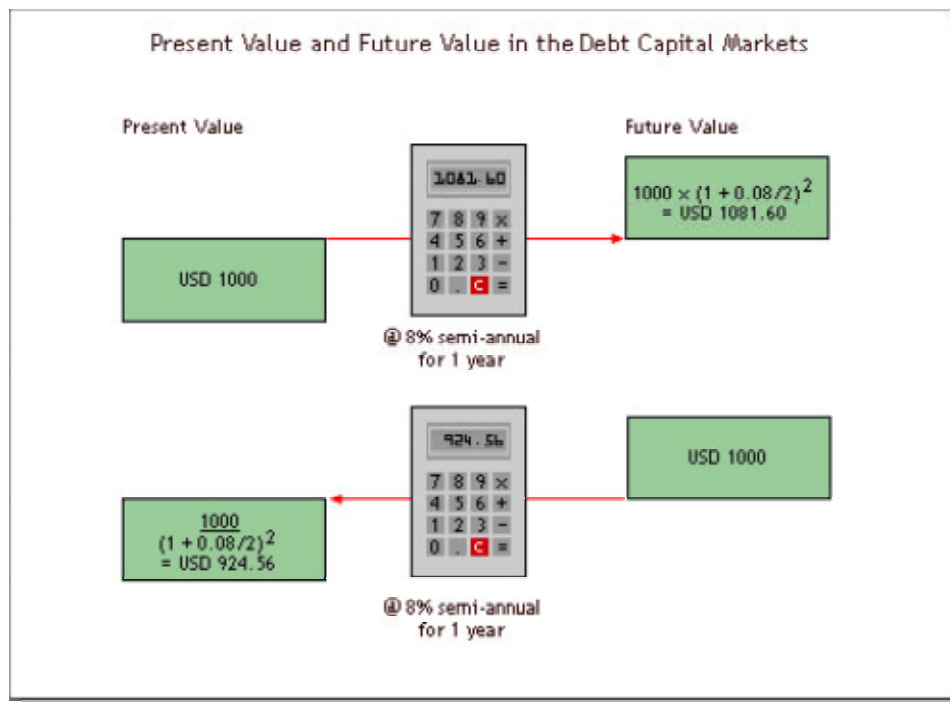 Present Value and Future Value in the Debt Capital Markets
Present Value
Future Value
1081.60
7 8 9 ×
4 5 6 +
1 2 3 -
0 . C =
USD 1000
1000 × (1 + 0.08/2)²
= USD 1081.60
@ 8% semi-annual
for 1 year
924.56
7 8 9 ×
4 5 6 +
1 2 3 -
0 . C =
USD 1000
1000
(1 + 0.08/2)²
= USD 924.56
@ 8% semi-annual
for 1 year